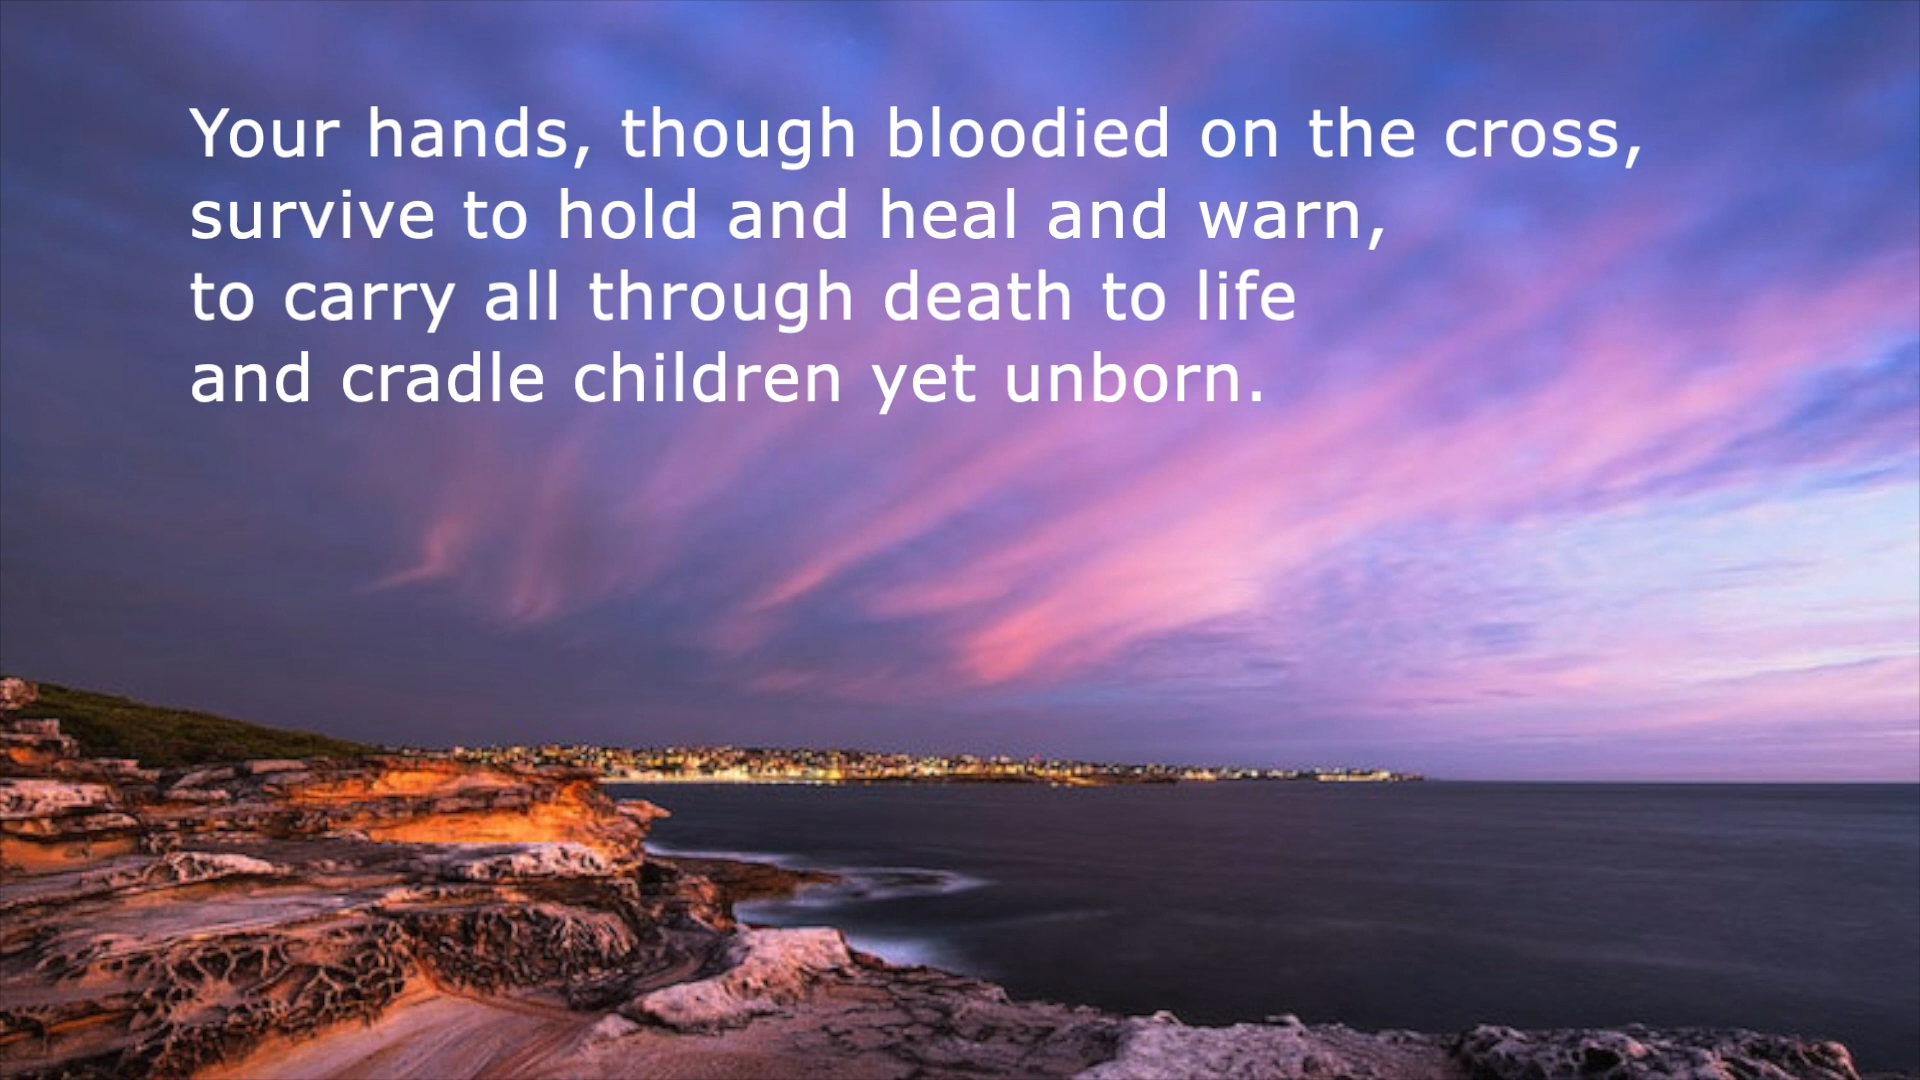 Your hands, though bloodied on the cross,
survive to hold and heal and warn,
to carry all through death to life
and cradle children yet unborn.